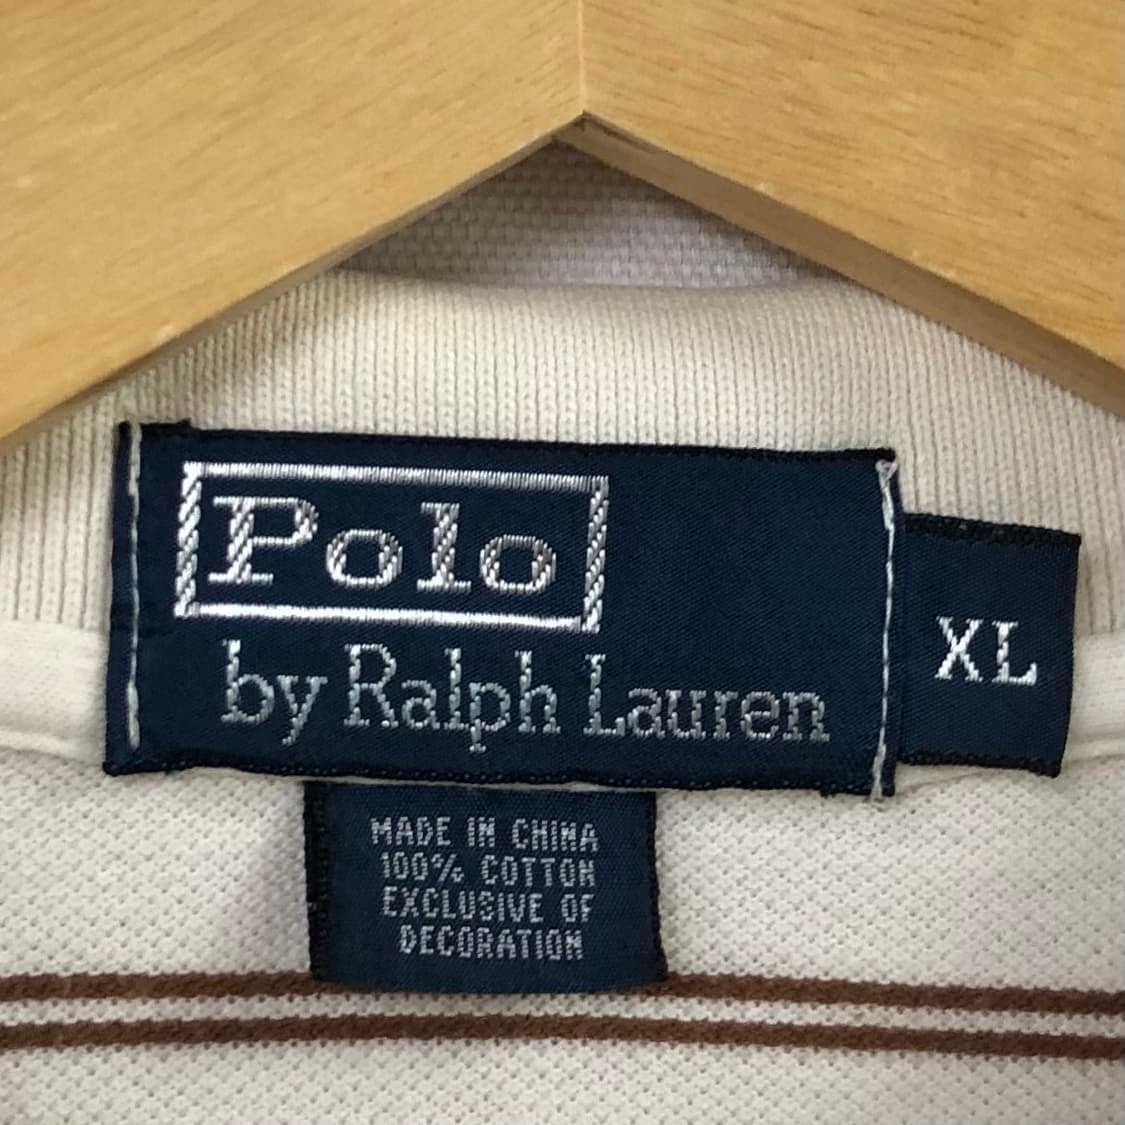 Polo
by Ralph Lauren
XL
MADE IN CHINA
100% COTTON
EXCLUSIVE OF
DECORATION